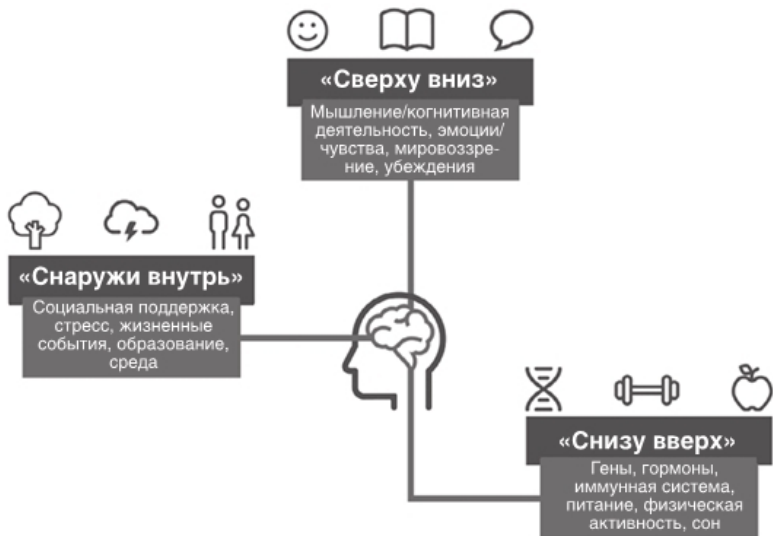 «Сверху вниз»
Мышление/когнитивная
деятельность, эмоции/
чувства, мировоззре-
ние, убеждения
«Снаружи внутрь»
Социальная поддержка,
стресс, жизненные
события, образование,
среда
«Снизу вверх»
Гены, гормоны,
иммунная система,
питание, физическая
активность, сон